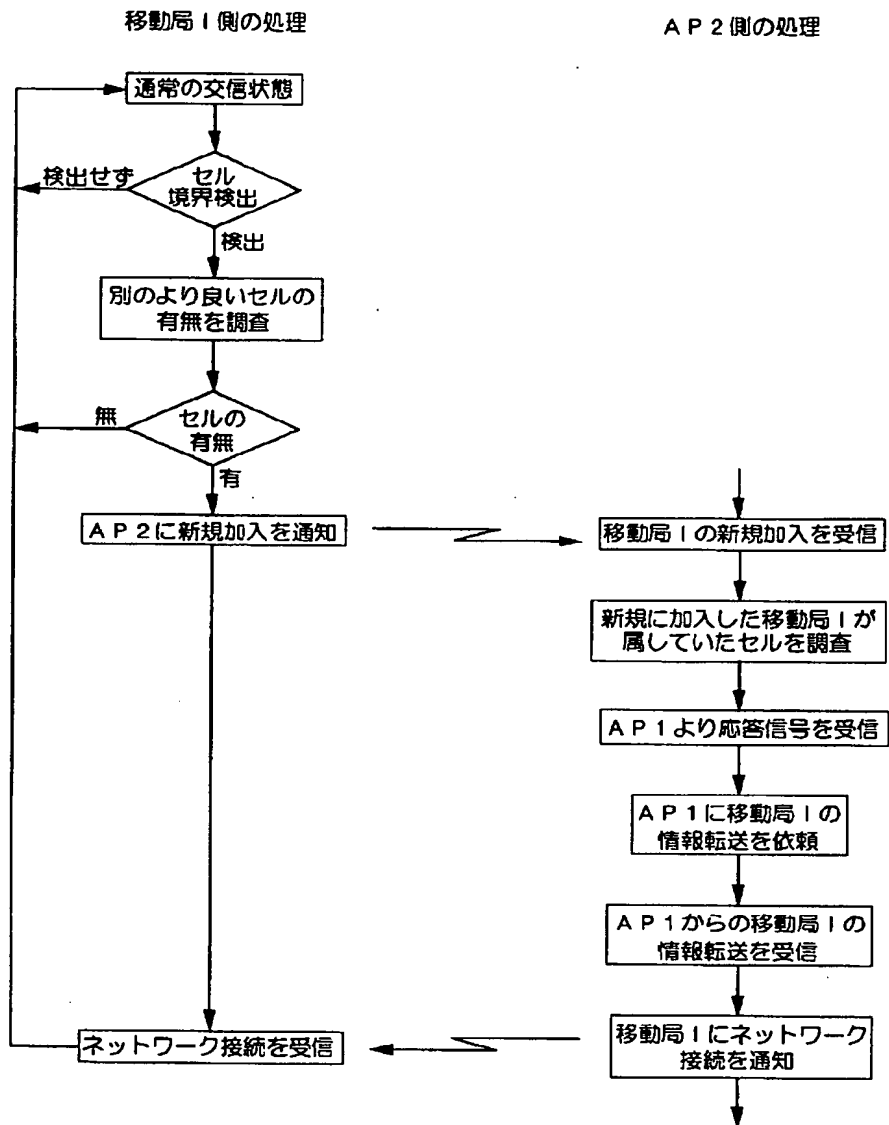 移動局I側の処理
AP2側の処理
通常の交信状態
検出せず
セル
境界検出
検出
別のより良いセルの
有無を調査
無
セルの
有無
有
AP2に新規加入を通知
移動局Iの新規加入を受信
新規に加入した移動局Iが
属していたセルを調査
AP1より応答信号を受信
AP1に移動局Iの
情報転送を依頼
AP1からの移動局Iの
情報転送を受信
移動局Iにネットワーク
接続を通知
ネットワーク接続を受信